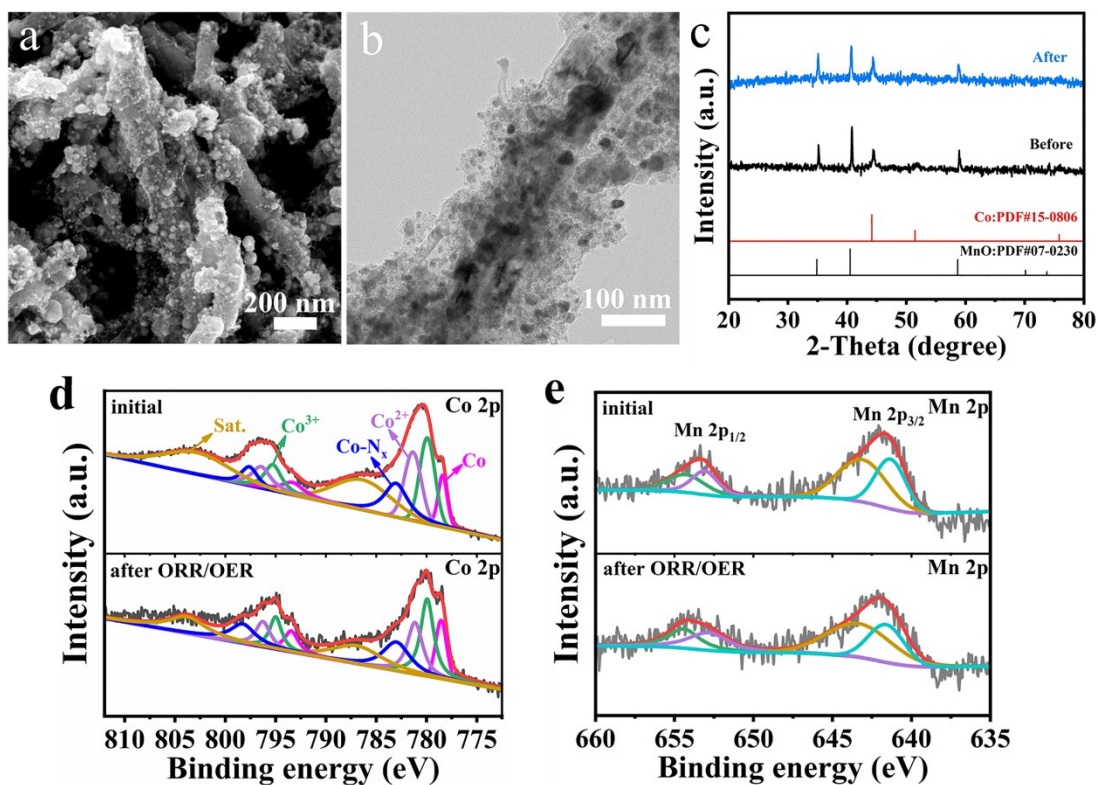 a
200 nm
b
100 nm
c
Intensity (a.u.)
After
Before
Co:PDF#15-0806
MnO:PDF#07-0230
20 30 40 50 60 70 80
2-Theta (degree)
d
Intensity (a.u.)
initial
Co 2p
Sat.
Co³⁺
Co-Nₓ
Co²⁺
Co
after ORR/OER
Co 2p
810 805 800 795 790 785 780 775
Binding energy (eV)
e
Intensity (a.u.)
initial
Mn 2p
Mn 2p₁/₂
Mn 2p₃/₂
after ORR/OER
Mn 2p
660 655 650 645 640 635
Binding energy (eV)